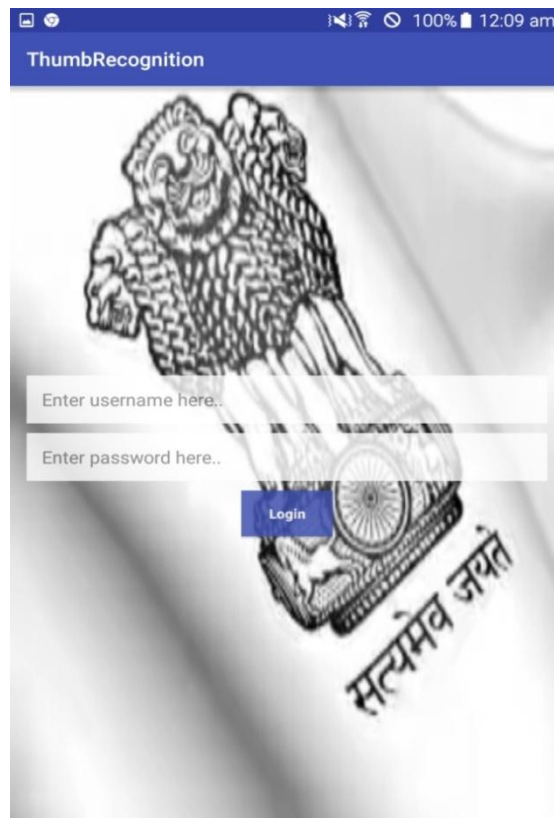 100% 12:09 am
ThumbRecognition
Enter username here..
Enter password here..
Login
सत्यमेव जयते